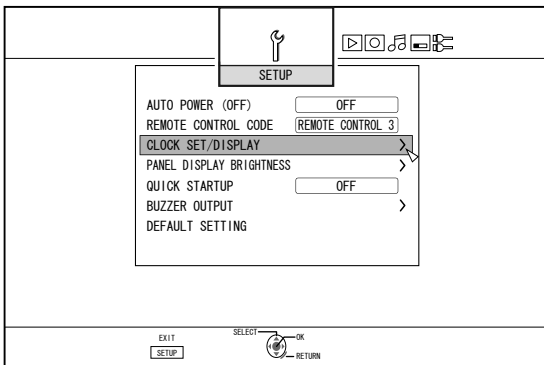 SETUP
AUTO POWER (OFF) OFF
REMOTE CONTROL CODE REMOTE CONTROL 3
CLOCK SET/DISPLAY
PANEL DISPLAY BRIGHTNESS
QUICK STARTUP OFF
BUZZER OUTPUT
DEFAULT SETTING
EXIT
SETUP
SELECT
OK
RETURN